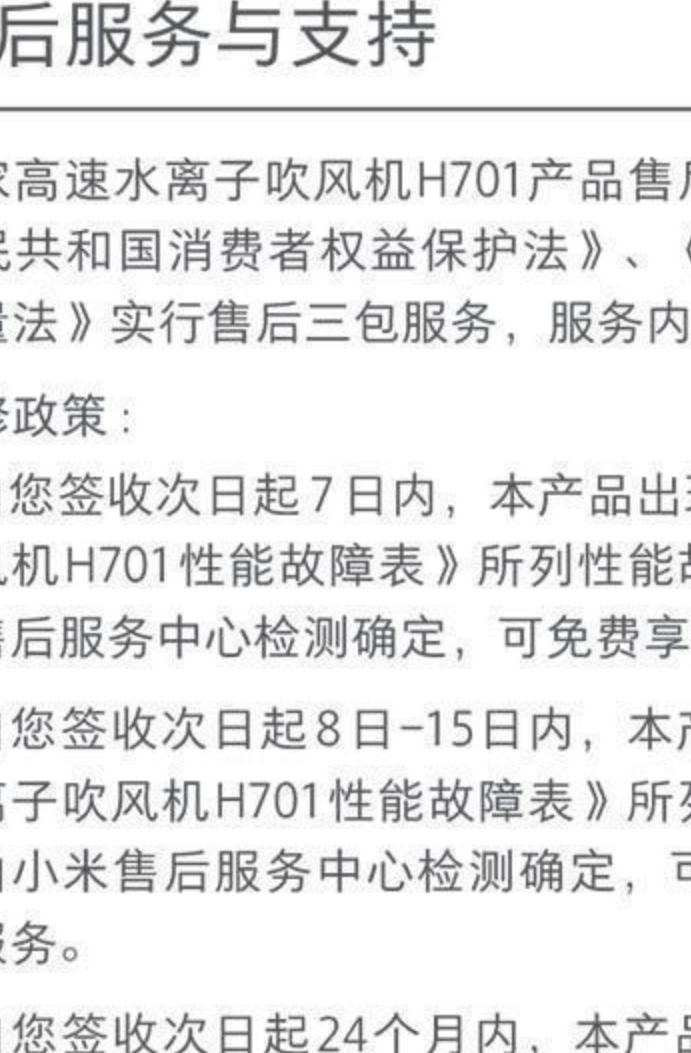 后服务与支持
高速水离子吹风机H701产品售后
共和国消费者权益保护法》、《
法》实行售后三包服务，服务内
政策：
您签收次日起7日内，本产品出
机H701性能故障表》所列性能故
后服务中心检测确定，可免费享
您签收次日起8日-15日内，本产
子吹风机H701性能故障表》所列
小米售后服务中心检测确定，可
务。
您签收次日起24个月内，本产品